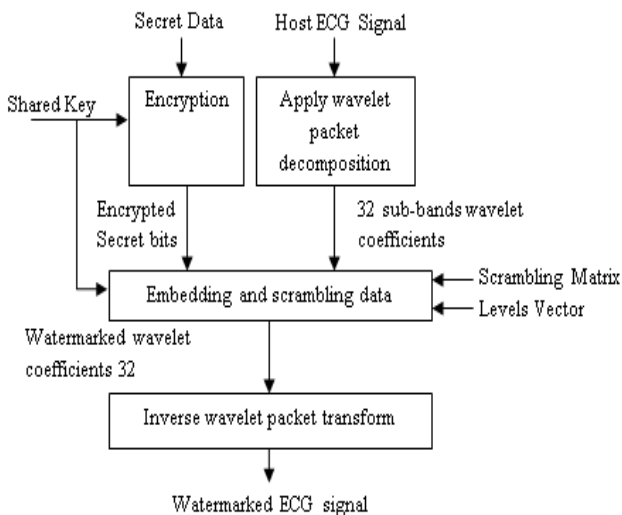 Secret Data
Host ECG Signal
Shared Key
Encryption
Apply wavelet
packet
decomposition
Encrypted
Secret bits
32 sub-bands wavelet
coefficients
Embedding and scrambling data
Scrambling Matrix
Levels Vector
Watermarked wavelet
coefficients 32
Inverse wavelet packet transform
Watermarked ECG signal